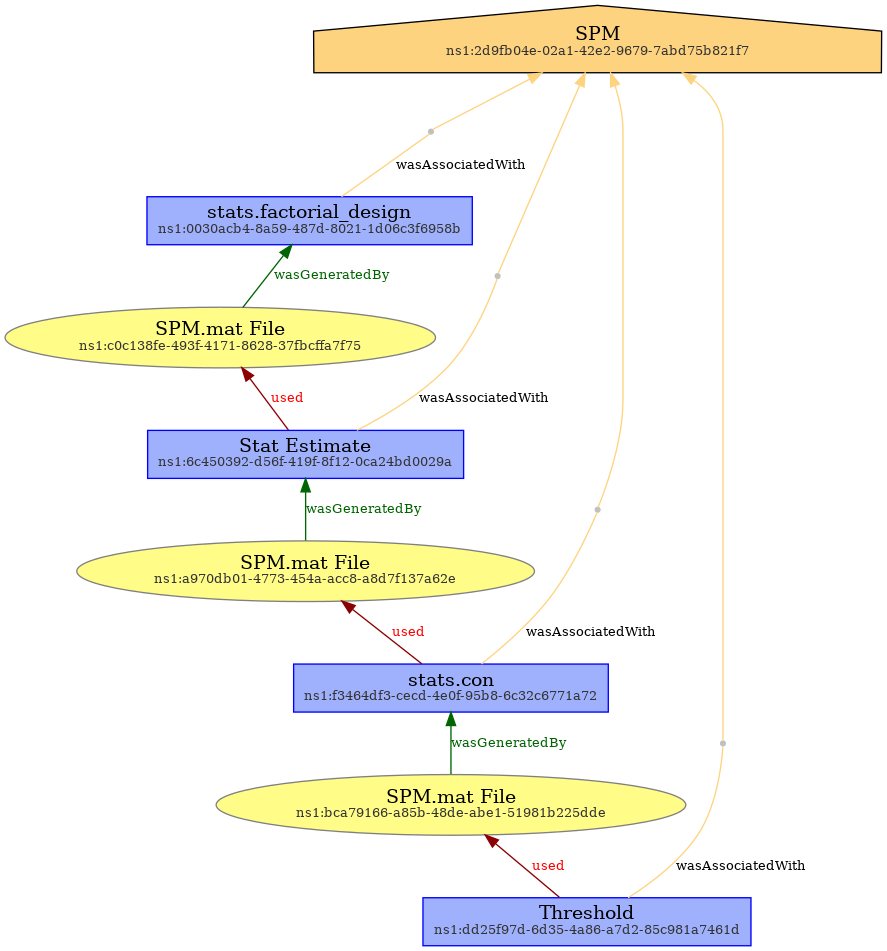 SPM
ns1:2d9fb04e-02a1-42e2-9679-7abd75b821f7
wasAssociatedWith
stats.factorial_design
ns1:0030acb4-8a59-487d-8021-1d06c3f6958b
wasGeneratedBy
SPM.mat File
ns1:c0c138fe-493f-4171-8628-37fbcffa7f75
used
wasAssociatedWith
Stat Estimate
ns1:6c450392-d56f-419f-8f12-0ca24bd0029a
wasGeneratedBy
SPM.mat File
ns1:a970db01-4773-454a-acc8-a8d7f137a62e
used
wasAssociatedWith
stats.con
ns1:f3464df3-cecd-4e0f-95b8-6c32c6771a72
wasGeneratedBy
SPM.mat File
ns1:bca79166-a85b-48de-abe1-51981b225dde
used
wasAssociatedWith
Threshold
ns1:dd25f97d-6d35-4a86-a7d2-85c981a7461d